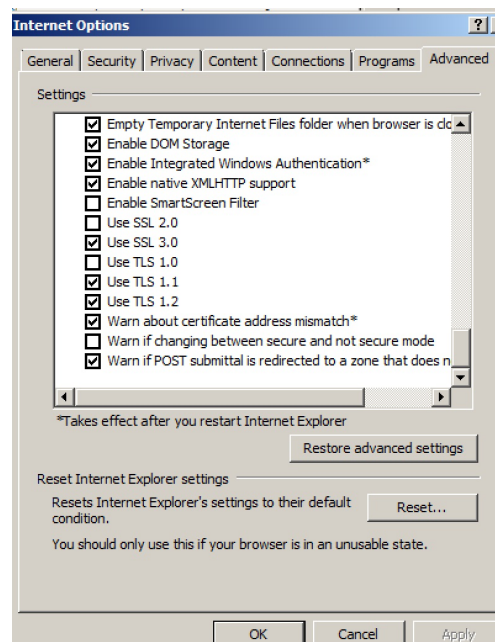 Internet Options
?
General Security Privacy Content Connections Programs Advanced
Settings
Empty Temporary Internet Files folder when browser is clo
Enable DOM Storage
Enable Integrated Windows Authentication*
Enable native XMLHTTP support
Enable SmartScreen Filter
Use SSL 2.0
Use SSL 3.0
Use TLS 1.0
Use TLS 1.1
Use TLS 1.2
Warn about certificate address mismatch*
Warn if changing between secure and not secure mode
Warn if POST submittal is redirected to a zone that does n
*Takes effect after you restart Internet Explorer
Restore advanced settings
Reset Internet Explorer settings
Resets Internet Explorer's settings to their default
condition.
Reset...
You should only use this if your browser is in an unusable state.
OK Cancel Apply